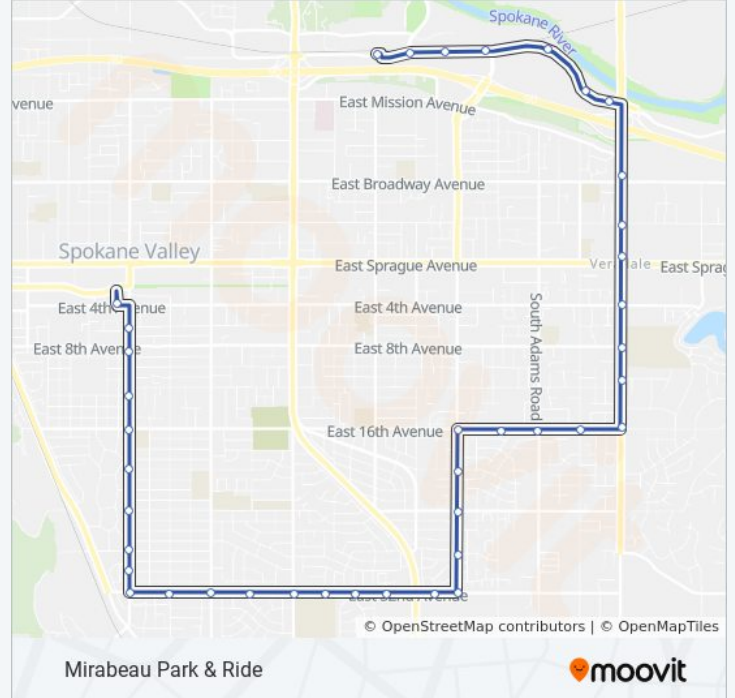 Spokane River
East Mission Avenue
venue
East Broadway Avenue
Spokane Valley
East Sprague Avenue
East Sprag
East 4th
enue
East 4th Avenue
East 8th Avenue
East 8th Avenue
South Adams Road
East 16th Avenue
© OpenStreetMap contributors | © OpenMapTiles
Mirabeau Park & Ride
moovit